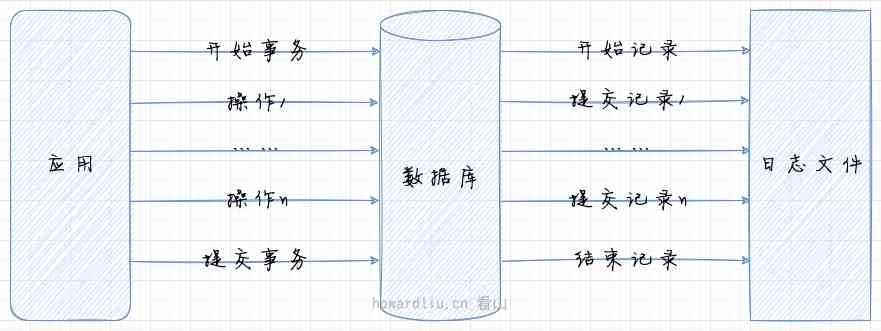 应用
开始事务
操作1
……
操作n
提交事务
数据库
开始记录
提交记录1
……
提交记录n
结束记录
日志文件
howardliu.cn 看山